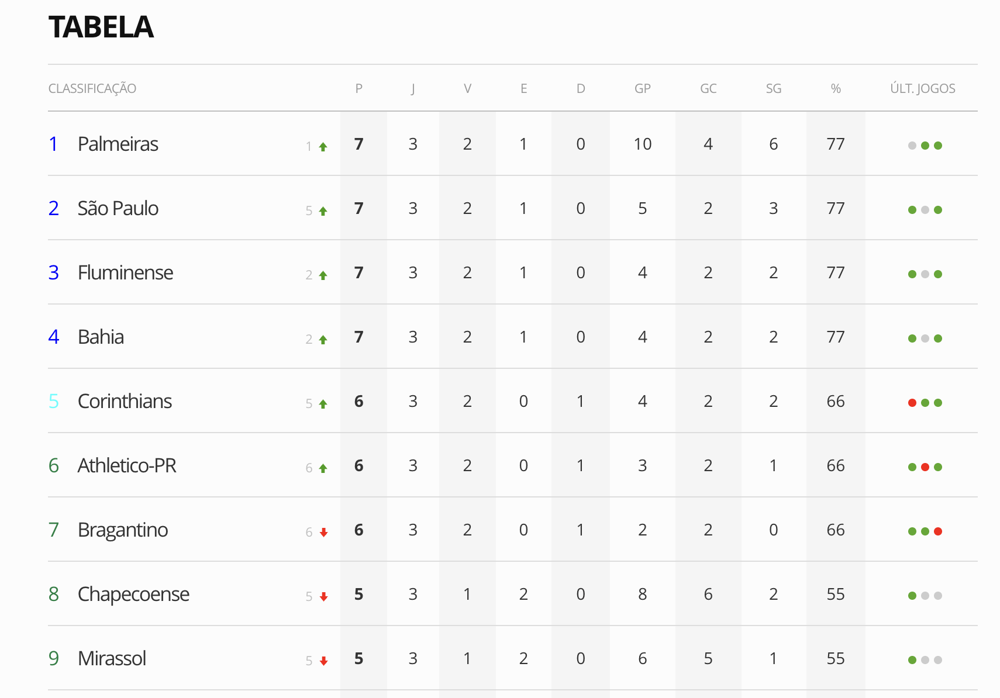 TABELA
CLASSIFICAÇÃO P J V E D GP GC SG % ÚLT. JOGOS
1 Palmeiras 1 7 3 2 1 0 10 4 6 77
2 São Paulo 5 7 3 2 1 0 5 2 3 77
3 Fluminense 2 7 3 2 1 0 4 2 2 77
4 Bahia 2 7 3 2 1 0 4 2 2 77
5 Corinthians 5 6 3 2 0 1 4 2 2 66
6 Athletico-PR 6 6 3 2 0 1 3 2 1 66
7 Bragantino 6 6 3 2 0 1 2 2 0 66
8 Chapecoense 5 5 3 1 2 0 8 6 2 55
9 Mirassol 5 5 3 1 2 0 6 5 1 55